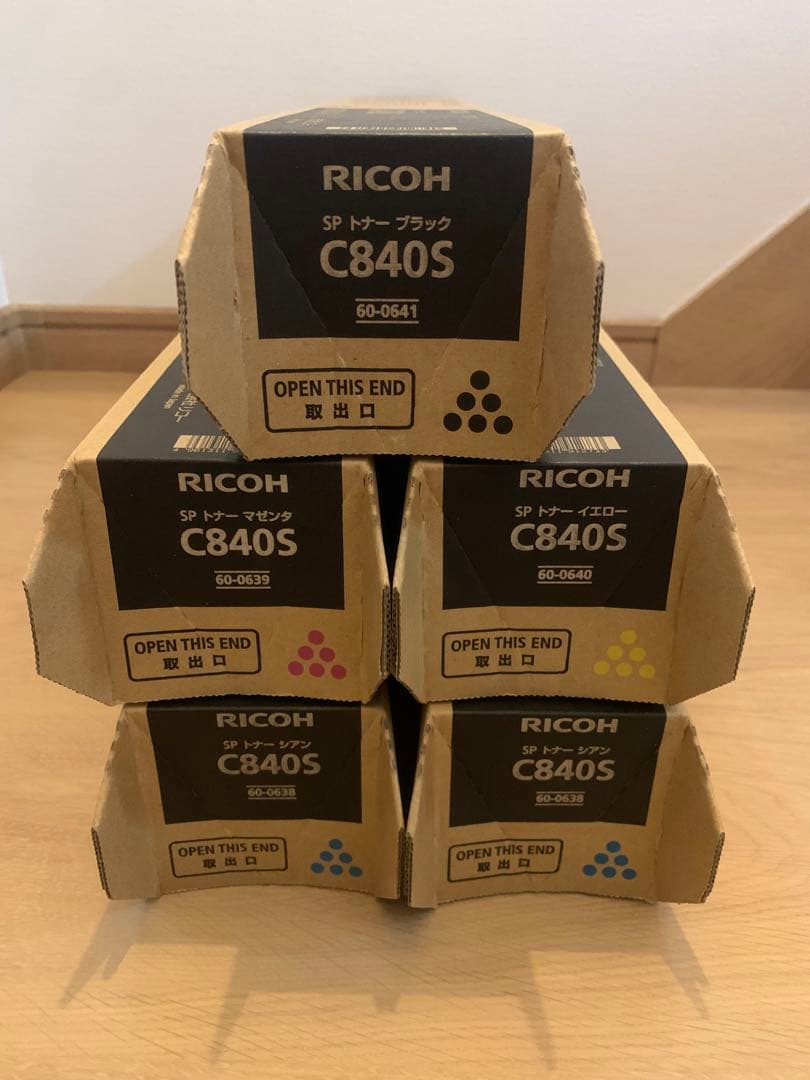 RICOH
SP トナー ブラック
C840S
60-0641
OPEN THIS END
取出口
Made in Japan
RICOH
SP トナー マゼンタ
C840S
60-0639
OPEN THIS END
取出口
RICOH
SP トナー イエロー
C840S
60-0640
OPEN THIS END
取出口
RICOH
SP トナー シアン
C840S
60-0638
OPEN THIS END
取出口
RICOH
SP トナー シアン
C840S
60-0638
OPEN THIS END
取出口